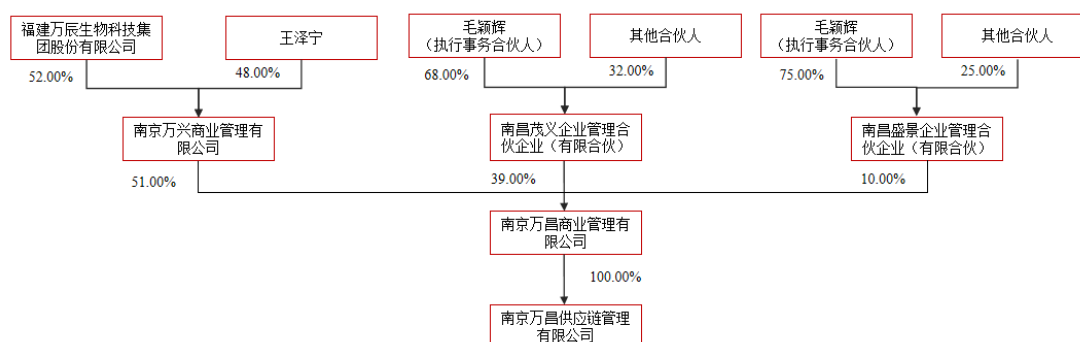 福建万辰生物科技集
团股份有限公司
王泽宁
毛颖辉
（执行事务合伙人）
其他合伙人
毛颖辉
（执行事务合伙人）
其他合伙人
52.00%
48.00%
68.00%
32.00%
75.00%
25.00%
南京万兴商业管理有
限公司
南昌茂义企业管理合
伙企业（有限合伙）
南昌盛景企业管理合
伙企业（有限合伙）
51.00%
39.00%
10.00%
南京万昌商业管理有
限公司
100.00%
南京万昌供应链管理
有限公司